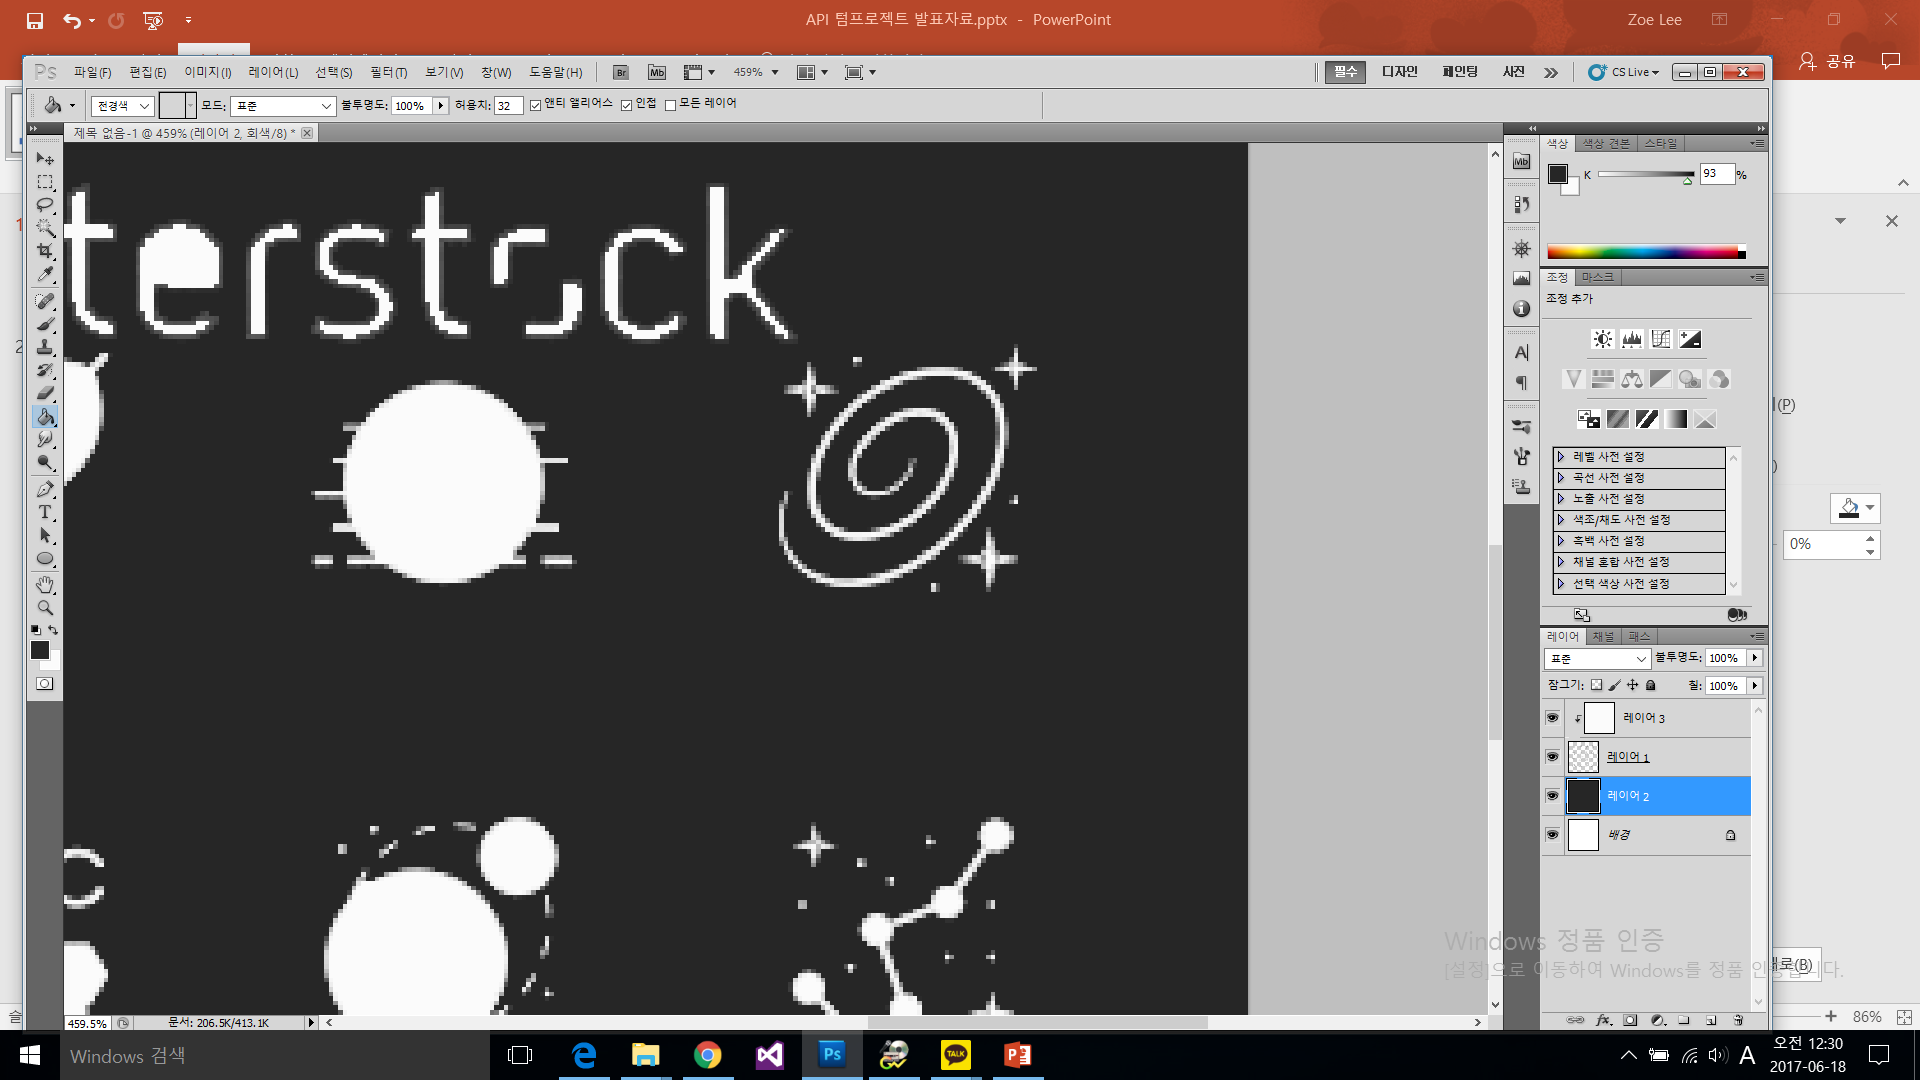 API 텀프로젝트 발표자료.pptx - PowerPoint
Zoe Lee
공유
Ps
파일(F) 편집(E) 이미지(I) 레이어(L) 선택(S) 필터(T) 보기(V) 창(W) 도움말(H)
Br Mb 459%
필수 디자인 페인팅 사진 CS Live
전경색 모드: 표준 불투명도: 100% 허용치: 32 앤티 앨리어스 인접 모든 레이어
제목 없음-1 @ 459% (레이어 2, 회색/8) *
terstock
색상 색상 견본 스타일
K 93 %
조정 마스크
조정 추가
레벨 사전 설정
곡선 사전 설정
노출 사전 설정
색조/채도 사전 설정
흑백 사전 설정
채널 혼합 사전 설정
선택 색상 사전 설정
레이어 채널 패스
표준 불투명도: 100%
잠그기: 칠: 100%
레이어 3
레이어 1
레이어 2
배경
(P)
0%
Windows 정품 인증
[설정]으로 이동하여 Windows를 정품 인증합니다.
(B)
459.5% 문서: 206.5K/413.1K
86%
Windows 검색
Ps
TALK
A
오전 12:30
2017-06-18